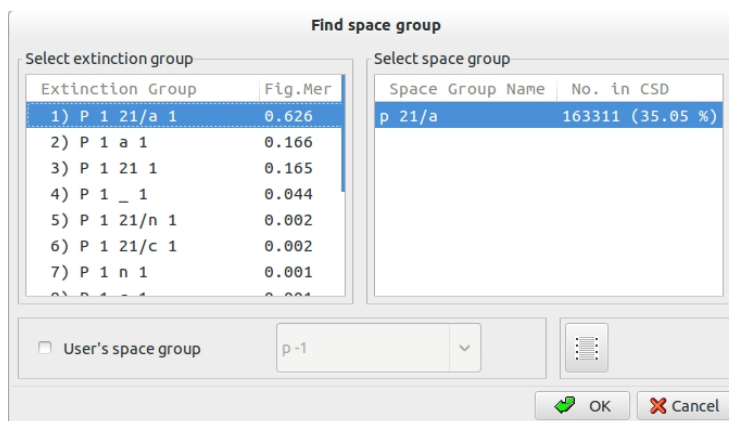 Find space group
Select extinction group
Select space group
Extinction Group Fig.Mer
Space Group Name No. in CSD
1) P 1 21/a 1 0.626
p 21/a 163311 (35.05 %)
2) P 1 a 1 0.166
3) P 1 21 1 0.165
4) P 1 _ 1 0.044
5) P 1 21/n 1 0.002
6) P 1 21/c 1 0.002
7) P 1 n 1 0.001
User's space group
p -1
OK
Cancel